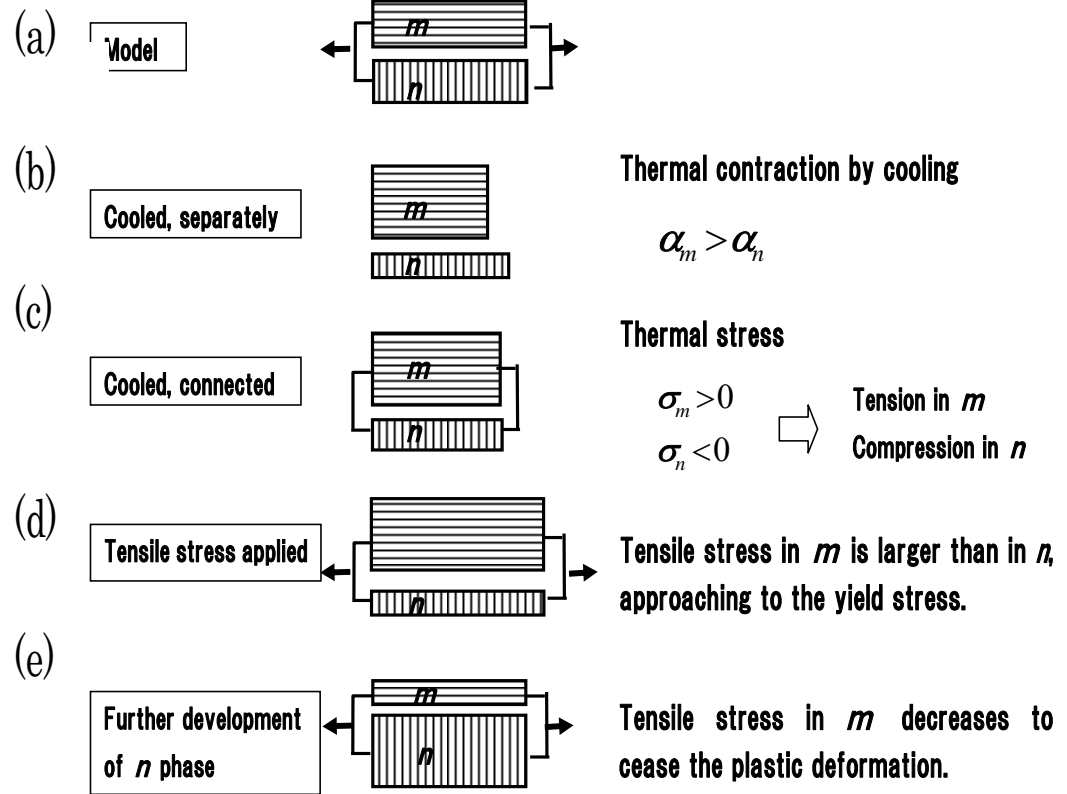 (a)
Model
m
n
(b)
Cooled, separately
m
n
Thermal contraction by cooling
αm > αn
(c)
Cooled, connected
m
n
Thermal stress
σm > 0
σn < 0
Tension in m
Compression in n
(d)
Tensile stress applied
n
Tensile stress in m is larger than in n,
approaching to the yield stress.
(e)
Further development
of n phase
m
n
Tensile stress in m decreases to
cease the plastic deformation.